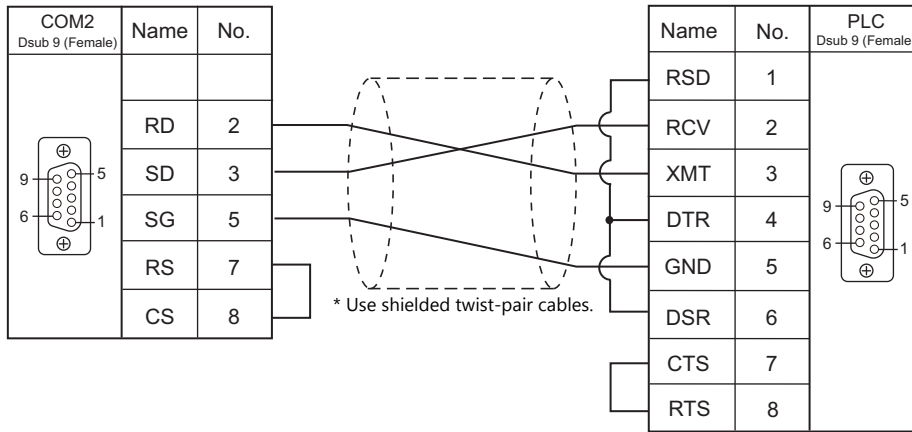 COM2
Dsub 9 (Female)
Name No.
RD 2
SD 3
SG 5
RS 7
CS 8
9 5
6 1
* Use shielded twist-pair cables.
Name No.
PLC
Dsub 9 (Female
RSD 1
RCV 2
XMT 3
DTR 4
GND 5
DSR 6
CTS 7
RTS 8
9 5
6 1